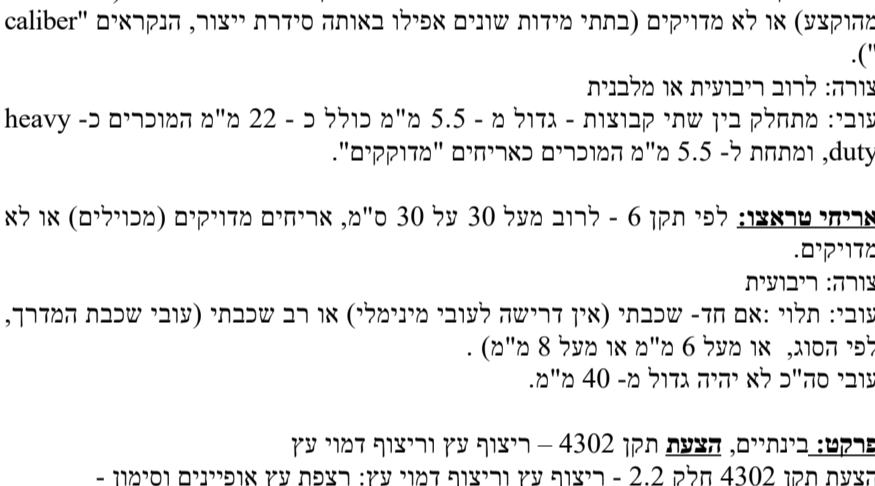 מהוקצע) או לא מדויקים (בתתי מידות שונים אפילו באותה סידרת ייצור, הנקראים "caliber
").
צורה: לרוב ריבועית או מלבנית
עובי: מתחלק בין שתי קבוצות - גדול מ - 5.5 מ"מ כולל כ - 22 מ"מ המוכרים כ- heavy
duty, ומתחת ל- 5.5 מ"מ המוכרים כאריחים "מדוקקים".
אריחי טראצו: לפי תקן 6 - לרוב מעל 30 על 30 ס"מ, אריחים מדויקים (מכוילים) או לא
מדויקים.
צורה: ריבועית
עובי: תלוי: אם חד- שכבתי (אין דרישה לעובי מינימלי) או רב שכבתי (עובי שכבת המדרך,
לפי הסוג, או מעל 6 מ"מ או מעל 8 מ"מ) .
עובי סה"כ לא יהיה גדול מ- 40 מ"מ.
פרקט: בינתיים, הצעת תקן 4302 – ריצוף עץ וריצוף דמוי עץ
הצעת תקן 4302 חלק 2.2 - ריצוף עץ וריצוף דמוי עץ: רצפת עץ אופיינים וסימון -